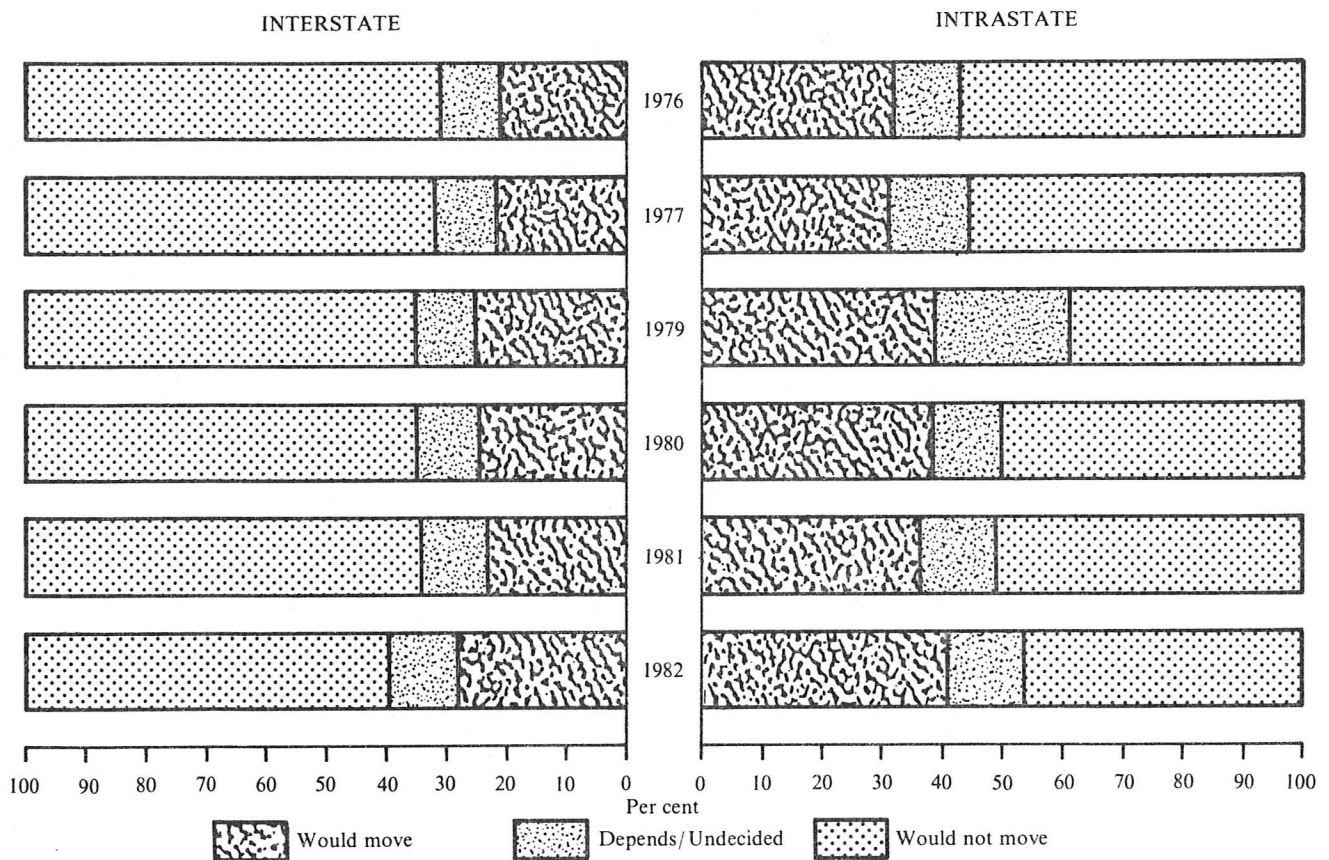 INTERSTATE INTRASTATE
1976
1977
1979
1980
1981
1982
100 90 80 70 60 50 40 30 20 10 0 0 10 20 30 40 50 60 70 80 90 100
Per cent
Would move Depends/Undecided Would not move